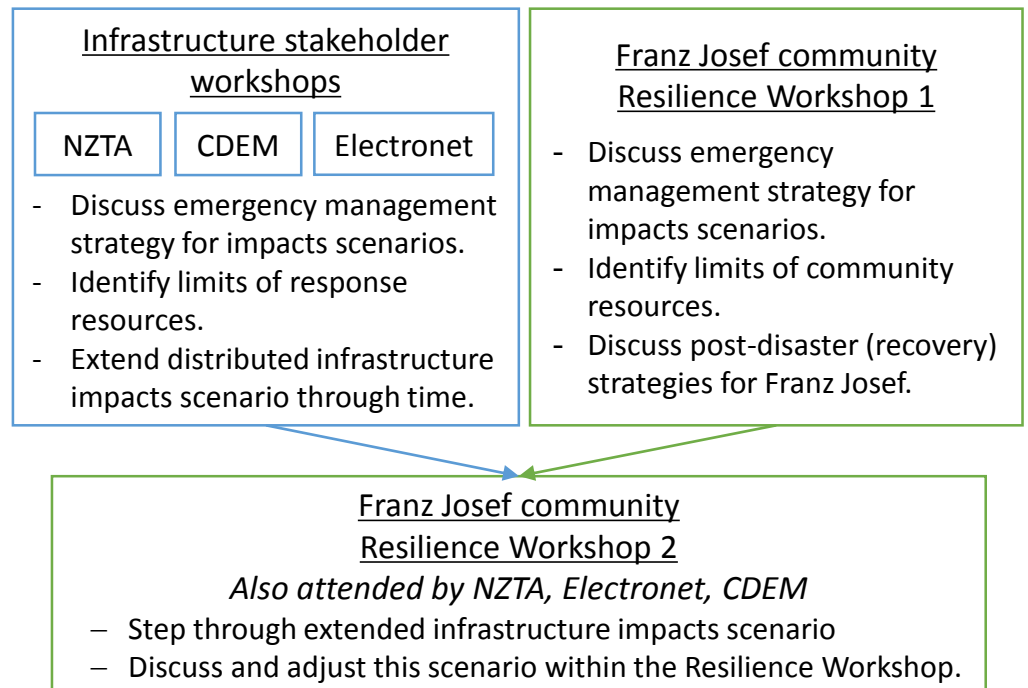 Infrastructure stakeholder
workshops
NZTA
CDEM
Electronet
- Discuss emergency management
strategy for impacts scenarios.
- Identify limits of response
resources.
- Extend distributed infrastructure
impacts scenario through time.
Franz Josef community
Resilience Workshop 1
- Discuss emergency
management strategy for
impacts scenarios.
- Identify limits of community
resources.
- Discuss post-disaster (recovery)
strategies for Franz Josef.
Franz Josef community
Resilience Workshop 2
Also attended by NZTA, Electronet, CDEM
– Step through extended infrastructure impacts scenario
– Discuss and adjust this scenario within the Resilience Workshop.